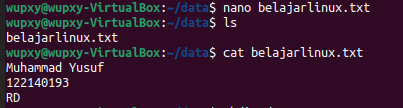 wupxy@wupxy-VirtualBox:~/data$ nano belajarlinux.txt
wupxy@wupxy-VirtualBox:~/data$ ls
belajarlinux.txt
wupxy@wupxy-VirtualBox:~/data$ cat belajarlinux.txt
Muhammad Yusuf
122140193
RD